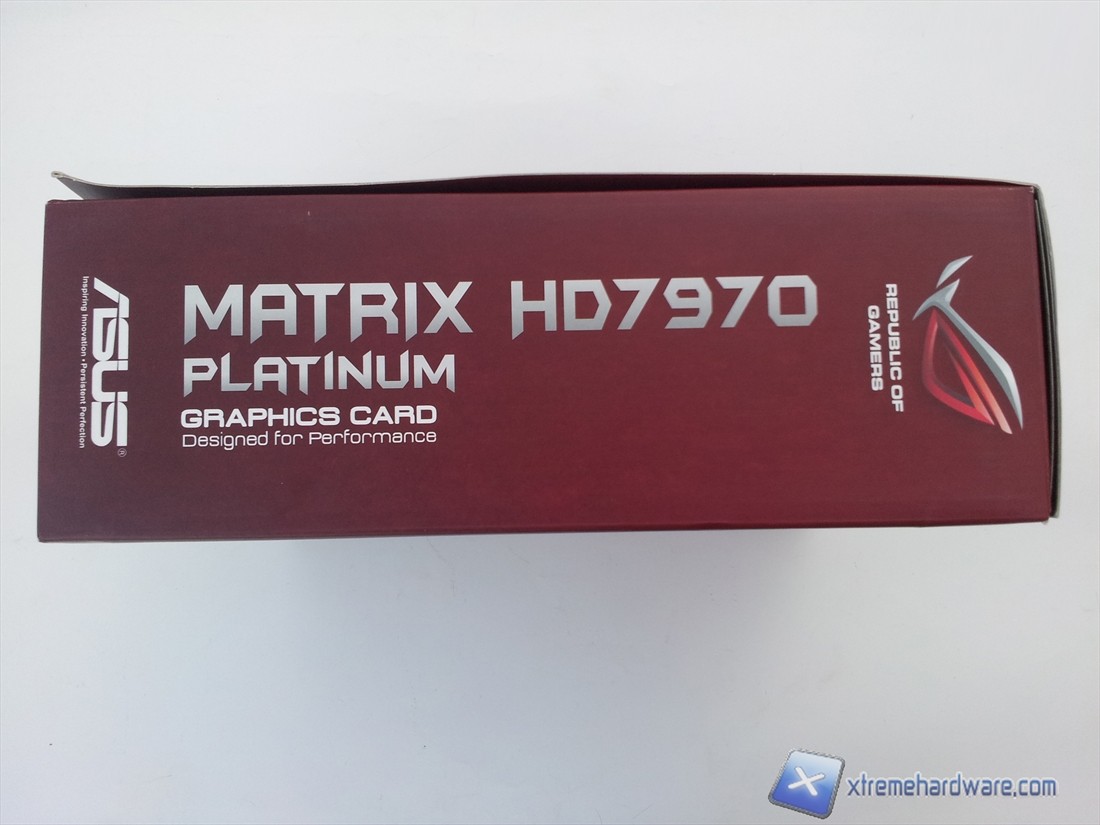 ASUS®
Inspiring Innovation • Persistent Perfection
MATRIX HD7970
PLATINUM
GRAPHICS CARD
Designed for Performance
REPUBLIC OF
GAMERS
xtremehardware.com